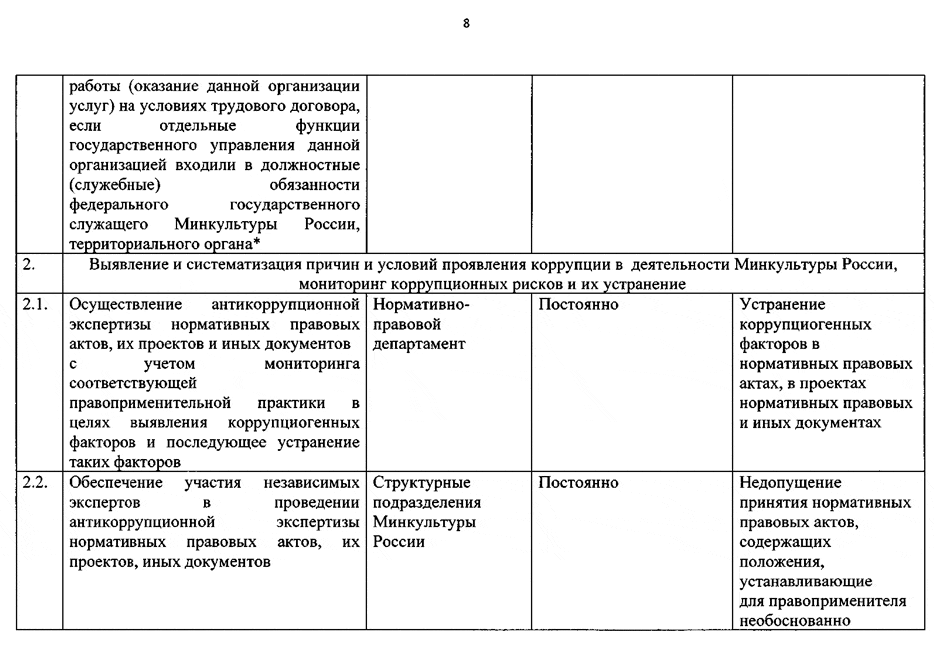 8
работы (оказание данной организации
услуг) на условиях трудового договора,
если отдельные функции
государственного управления данной
организацией входили в должностные
(служебные) обязанности
федерального государственного
служащего Минкультуры России,
территориального органа*
2. Выявление и систематизация причин и условий проявления коррупции в деятельности Минкультуры России,
мониторинг коррупционных рисков и их устранение
2.1. Осуществление антикоррупционной
экспертизы нормативных правовых
актов, их проектов и иных документов
с учетом мониторинга
соответствующей
правоприменительной практики в
целях выявления коррупциогенных
факторов и последующее устранение
таких факторов
Нормативно-
правовой
департамент
Постоянно
Устранение
коррупциогенных
факторов в
нормативных правовых
актах, в проектах
нормативных правовых
и иных документах
2.2. Обеспечение участия независимых
экспертов в проведении
антикоррупционной экспертизы
нормативных правовых актов, их
проектов, иных документов
Структурные
подразделения
Минкультуры
России
Постоянно
Недопущение
принятия нормативных
правовых актов,
содержащих
положения,
устанавливающие
для правоприменителя
необоснованно